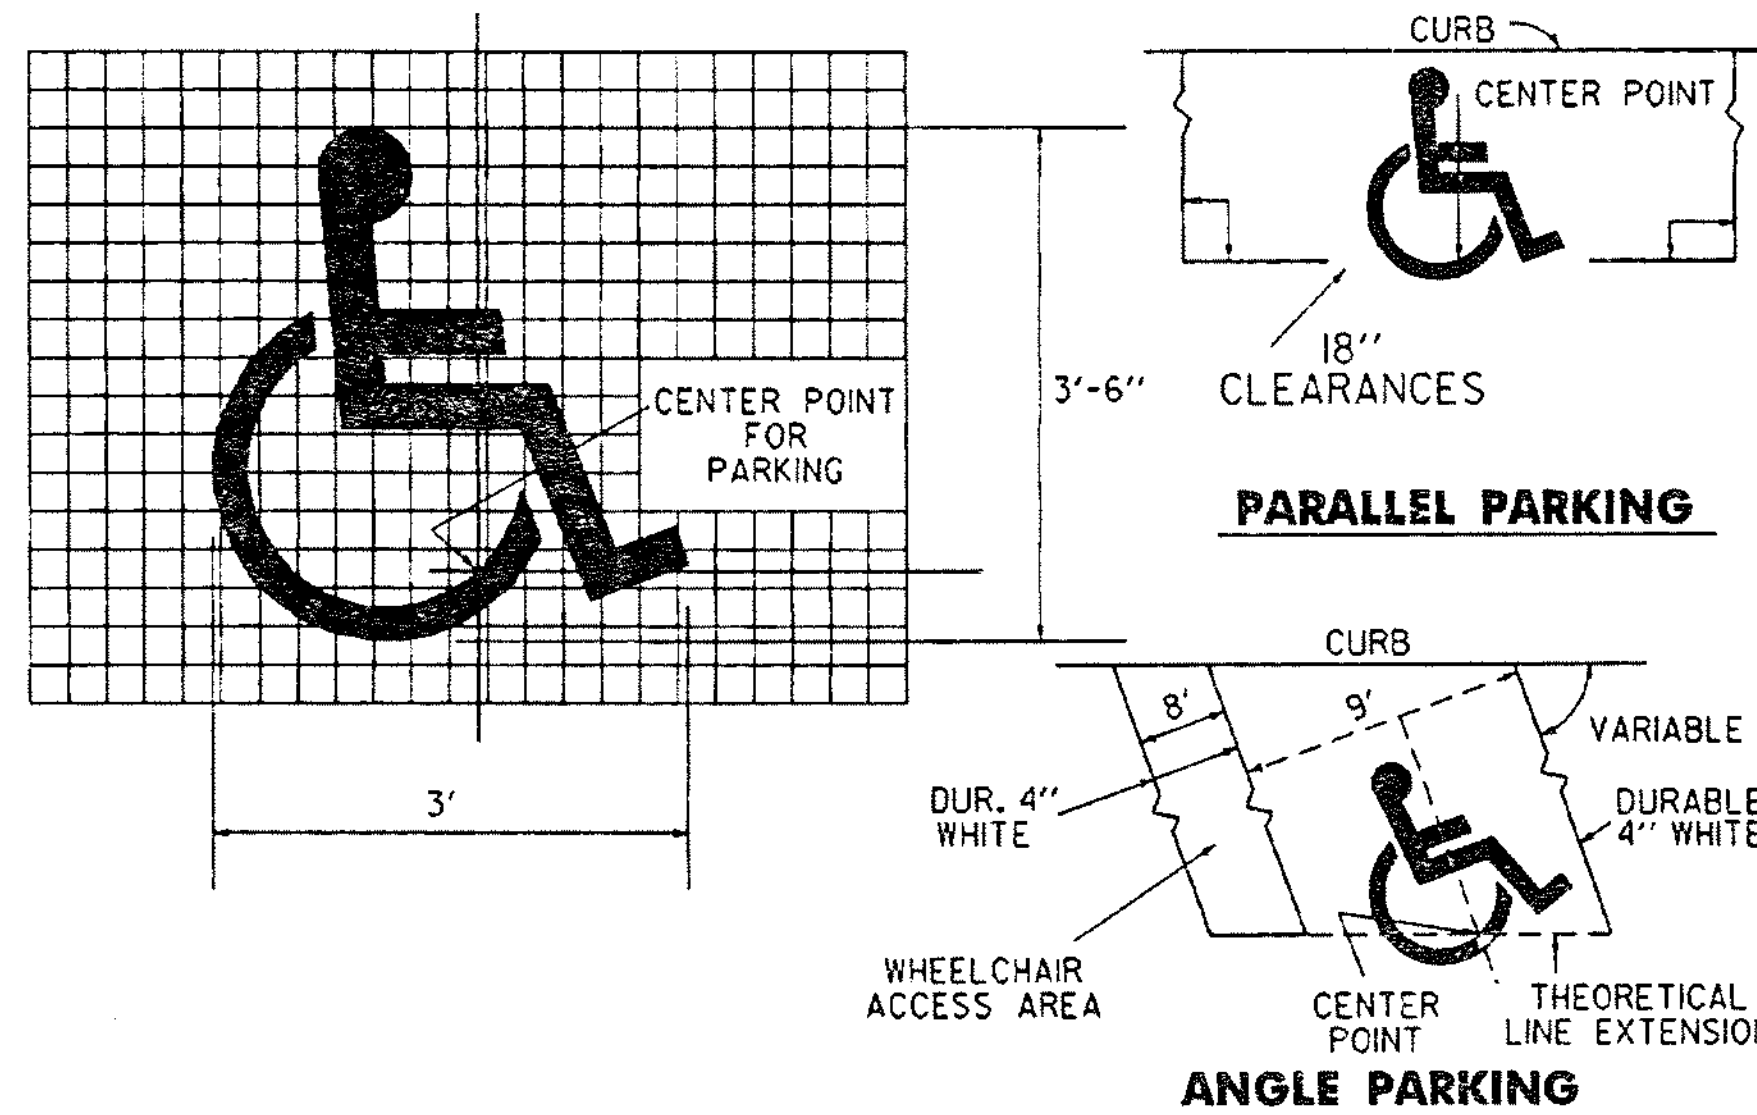 CENTER POINT
FOR
PARKING
3'-6"
3'
CURB
CENTER POINT
18"
CLEARANCES
PARALLEL PARKING
CURB
8'
9'
VARIABLE
DUR. 4"
WHITE
DURABLE
4" WHITE
WHEELCHAIR
ACCESS AREA
CENTER
POINT
THEORETICAL
LINE EXTENSION
ANGLE PARKING